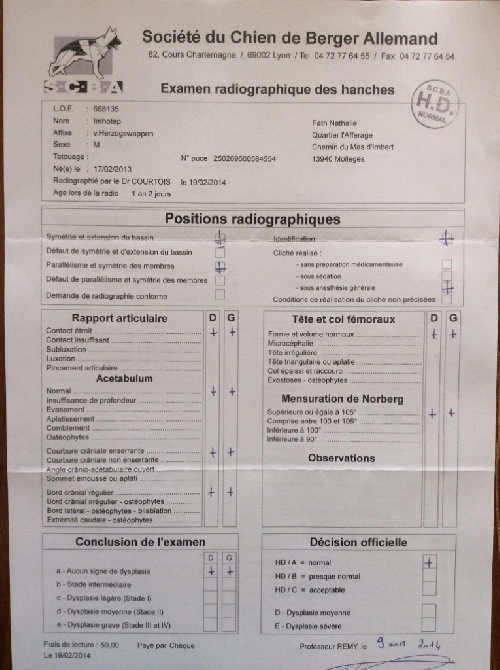 Société du Chien de Berger Allemand
62, Cours Charlemagne / 69002 Lyon / Tel. 04 72 77 64 55 / Fax 04 72 77 64 54
S C B A
Examen radiographique des hanches
S.C.B.A.
H.D.
NORMAL
L.O.F. : 688135
Nom : Imhotep
Affixe : v.Herzogswappen
Sexe : M
Tatouage :
N° puce 250269500584554
Né(e) le : 17/02/2013
Radiographié par le Dr COURTOIS le 19/02/2014
Age lors de la radio 1 an 2 jours
Fath Nathalie
Quartier l'Afferage
Chemin du Mas d'Imbert
13940 Molleges
Positions radiographiques
Symétrie et extension du bassin
Défaut de symétrie et d'extension du bassin
Parallélisme et symétrie des membres
Défaut de parallélisme et symétrie des membres
Demande de radiographie conforme
Identification
Cliché réalisé :
- sans preparation médicamenteuse
- sous sédation
- sous anesthésie générale
Conditions de réalisation du cliché non précisées
Rapport articulaire D G
Contact étroit
Contact insuffisant
Subluxation
Luxation
Pincement articulaire
Acetabulum
Normal
Insuffisance de profondeur
Evasement
Aplatissement
Comblement
Ostéophytes
Courbure crâniale enserrante
Courbure crâniale non enserrante
Angle crânio-acétabulaire ouvert
Sommet émoussé ou aplati
Bord crânial régulier
Bord crânial irrégulier - ostéophytes
Bord latéral - ostéophytes - bilabiation
Extrémité caudale - ostéophytes
Tête et col fémoraux D G
Forme et volume normaux
Microcéphalie
Tête irrégulière
Tête triangulaire ou aplatie
Col épaissi et raccourci
Exostoses - ostéophytes
Mensuration de Norberg
Supérieure ou égale à 105°
Comprise entre 100 et 105°
Inférieure à 100°
Inférieure à 90°
Observations
Conclusion de l'examen
D G
a - Aucun signe de dysplasie
b - Stade intermédiaire
c - Dysplasie légère (Stade I)
d - Dysplasie moyenne (Stade II)
e - Dysplasie grave (Stade III et IV)
Décision officielle
HD / A = normal
HD / B = presque normal
HD / C = acceptable
D - Dysplasie moyenne
E - Dysplasie sévère
Frais de lecture : 50,00 Payé par Chèque
Le 19/02/2014
Professeur REMY le 9 mars 2014